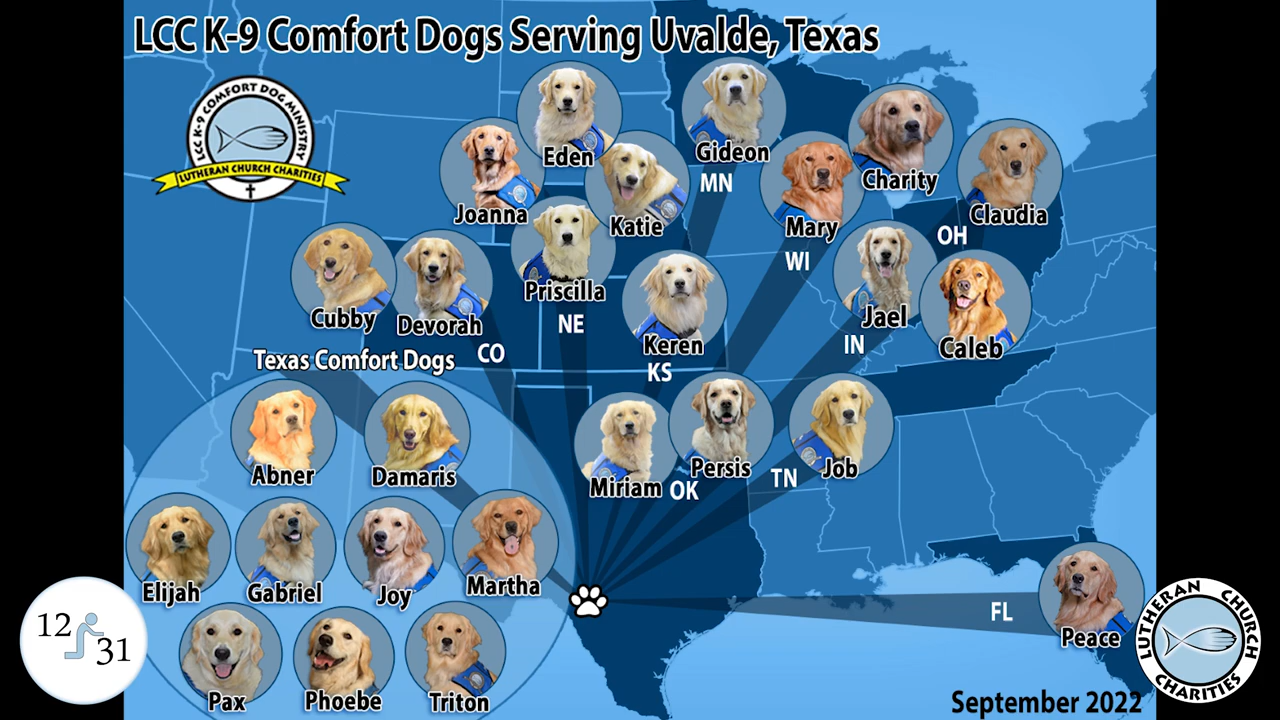 LCC K-9 Comfort Dogs Serving Uvalde, Texas
LCC K-9 COMFORT DOG MINISTRY
LUTHERAN CHURCH CHARITIES
Eden
Gideon
MN
Joanna
Katie
Mary
WI
Charity
Claudia
OH
Cubby
Devorah
CO
Priscilla
NE
Keren
KS
Jael
IN
Caleb
Texas Comfort Dogs
Abner
Damaris
Miriam
OK
Persis
TN
Job
Elijah
Gabriel
Joy
Martha
Pax
Phoebe
Triton
FL
Peace
12
31
LUTHERAN CHURCH
CHARITIES
September 2022